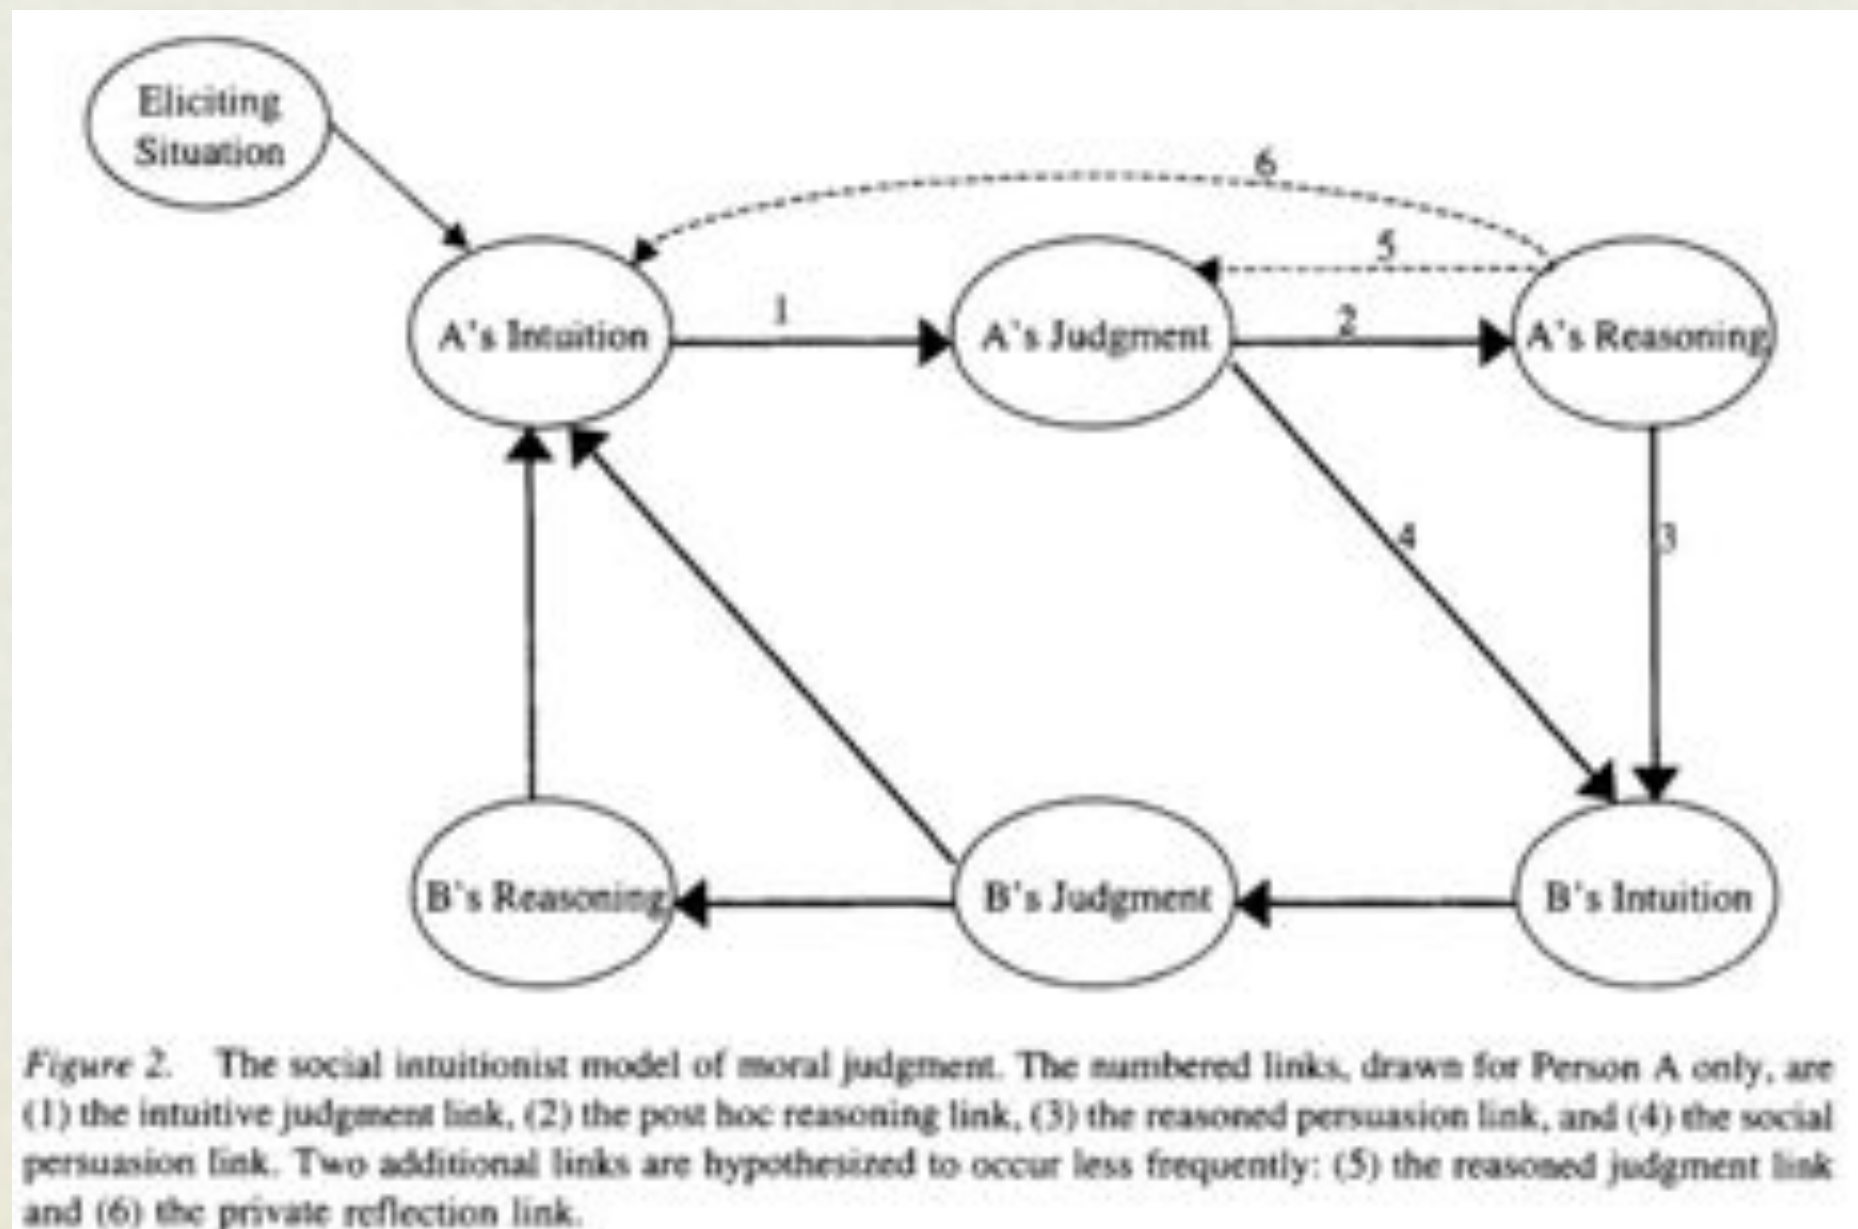 Eliciting
Situation
6
5
A's Intuition
1
A's Judgment
2
A's Reasoning
4
3
B's Reasoning
B's Judgment
B's Intuition
Figure 2. The social intuitionist model of moral judgment. The numbered links, drawn for Person A only, are
(1) the intuitive judgment link, (2) the post hoc reasoning link, (3) the reasoned persuasion link, and (4) the social
persuasion link. Two additional links are hypothesized to occur less frequently: (5) the reasoned judgment link
and (6) the private reflection link.